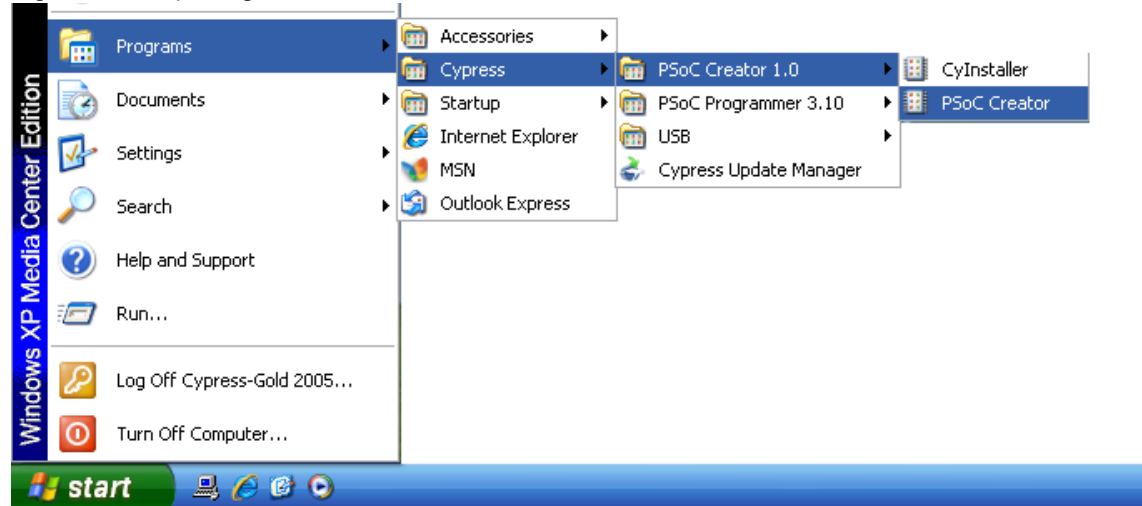 Programs
Documents
Settings
Search
Help and Support
Run...
Log Off Cypress-Gold 2005...
Turn Off Computer...
Windows XP Media Center Edition
Accessories
Cypress
Startup
Internet Explorer
MSN
Outlook Express
PSoC Creator 1.0
PSoC Programmer 3.10
USB
Cypress Update Manager
CyInstaller
PSoC Creator
start